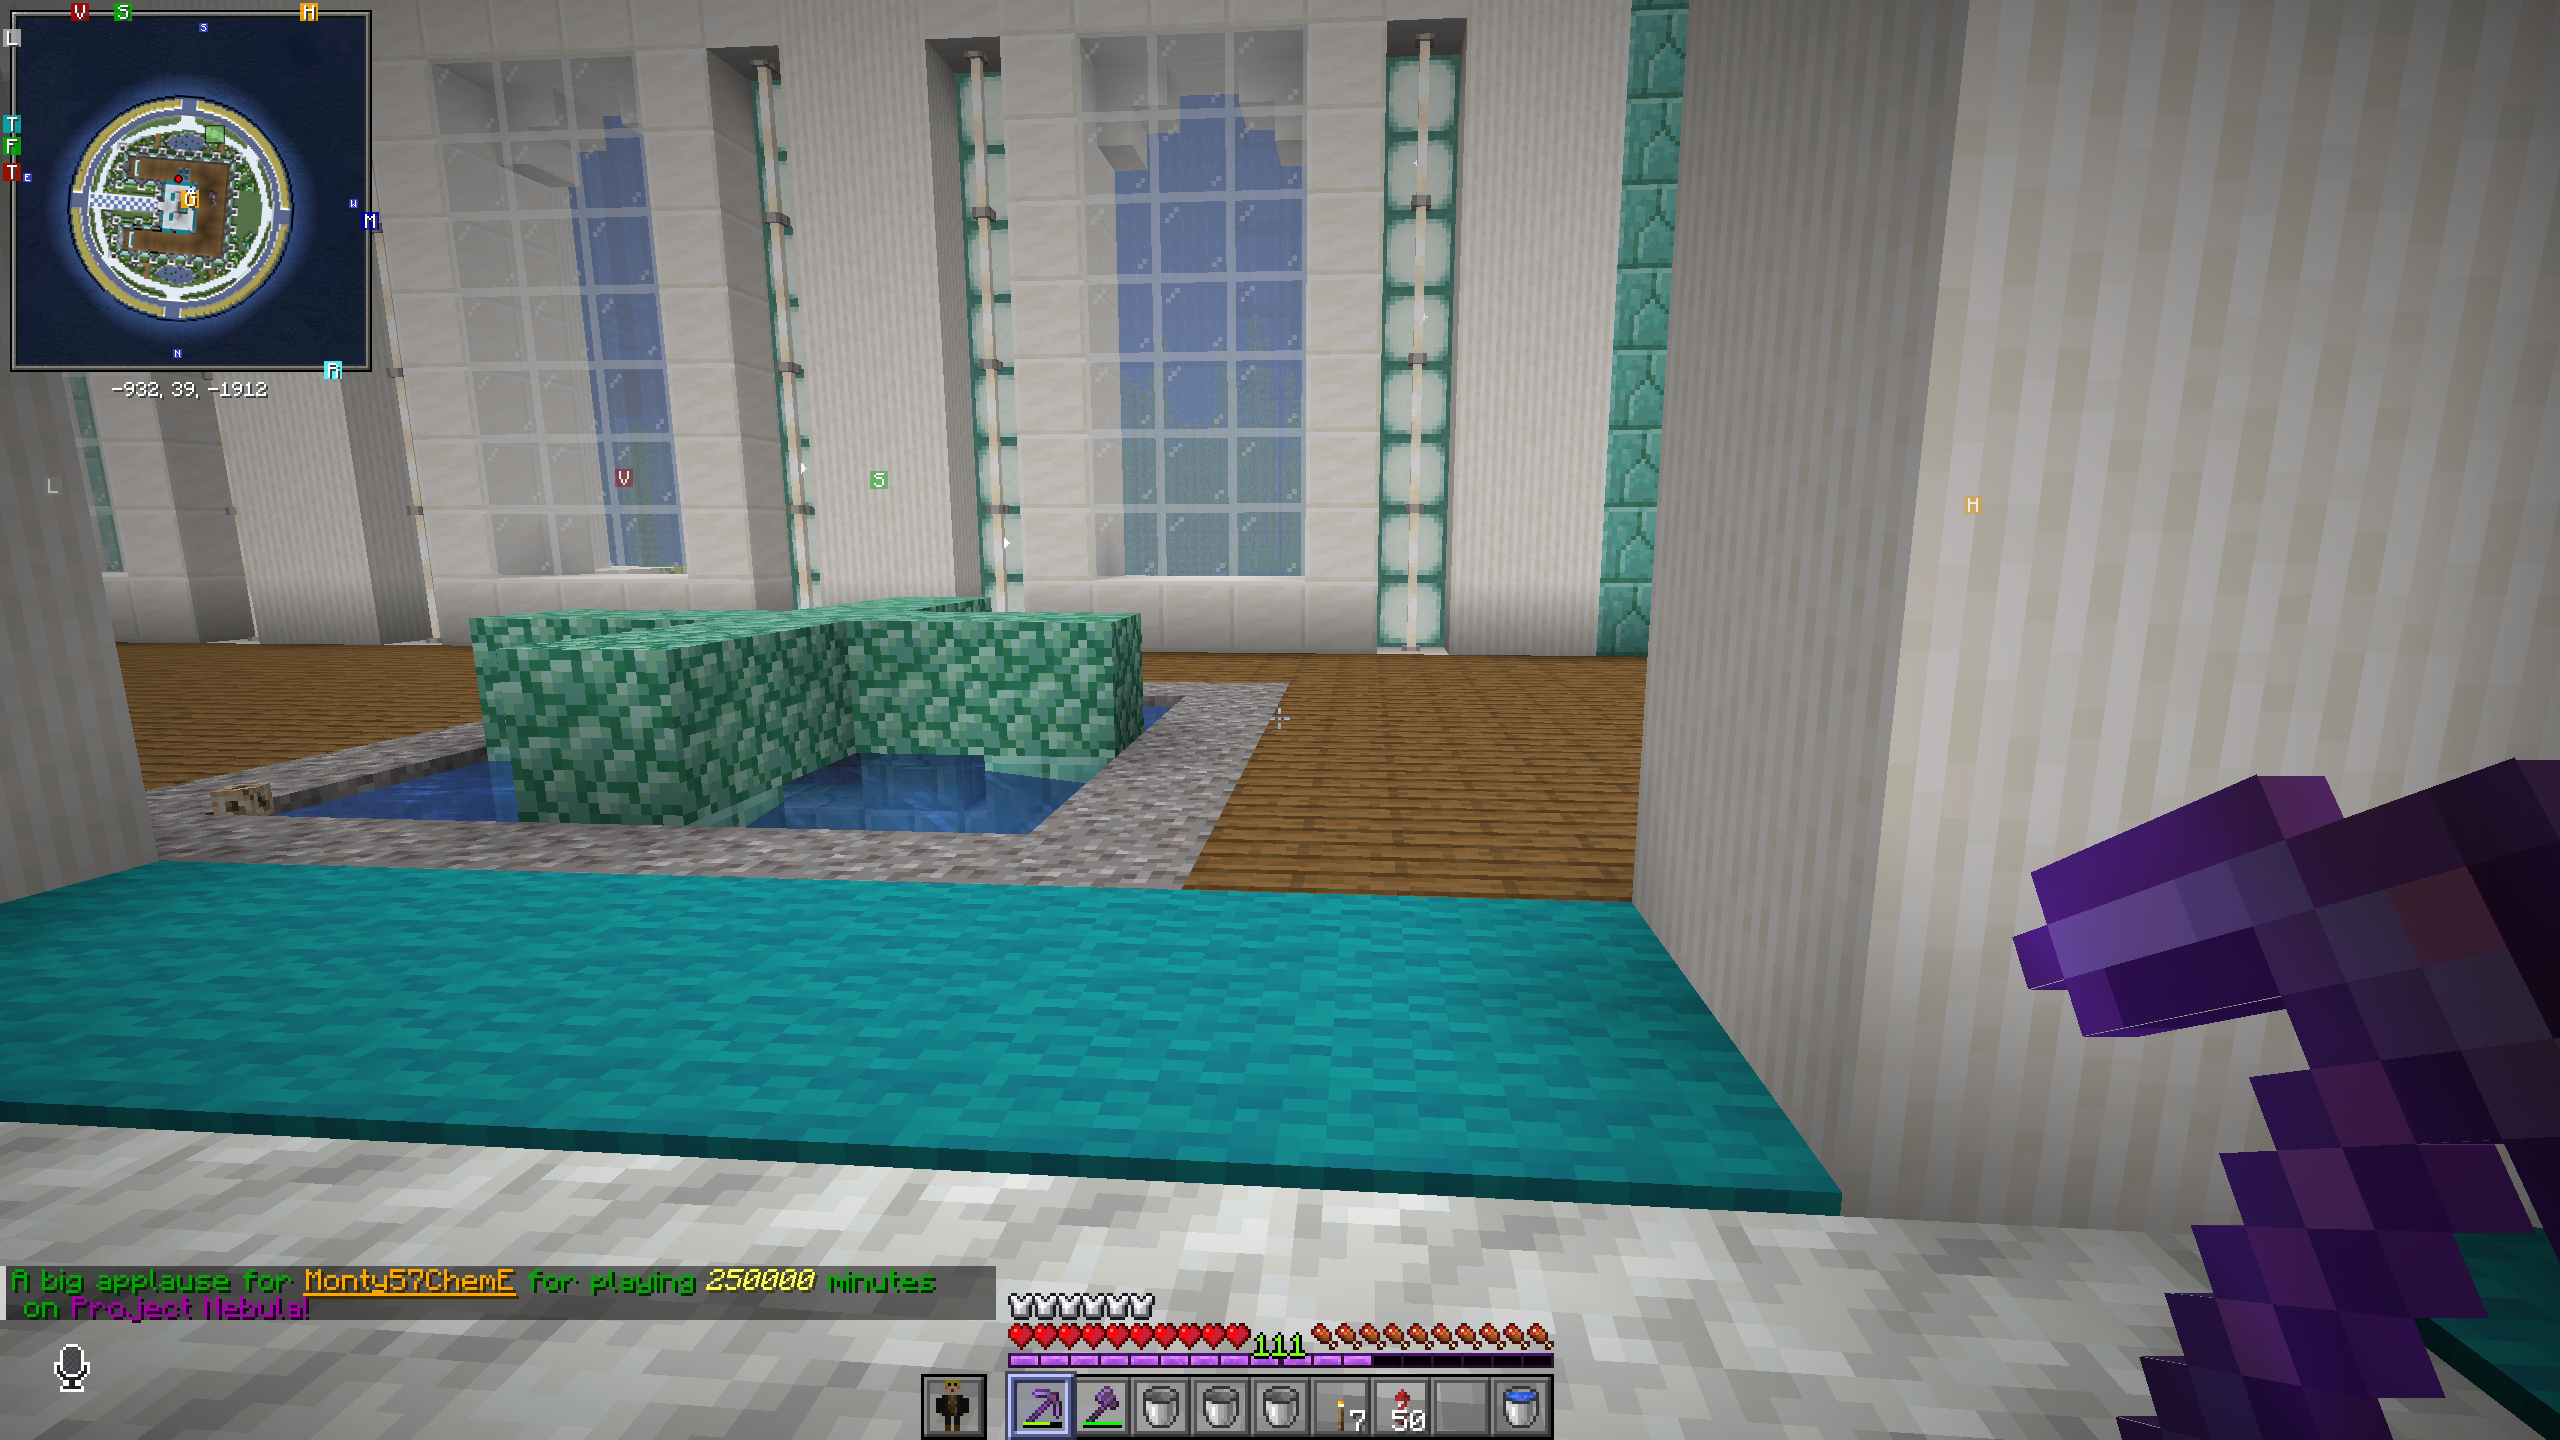 V S H
S
L
T
F
T E
G
W
M
N
R
-932, 39, -1912
V
S
L
H
A big applause for Monty57ChemE for playing 250000 minutes
on Project Nebula!
111
7 50